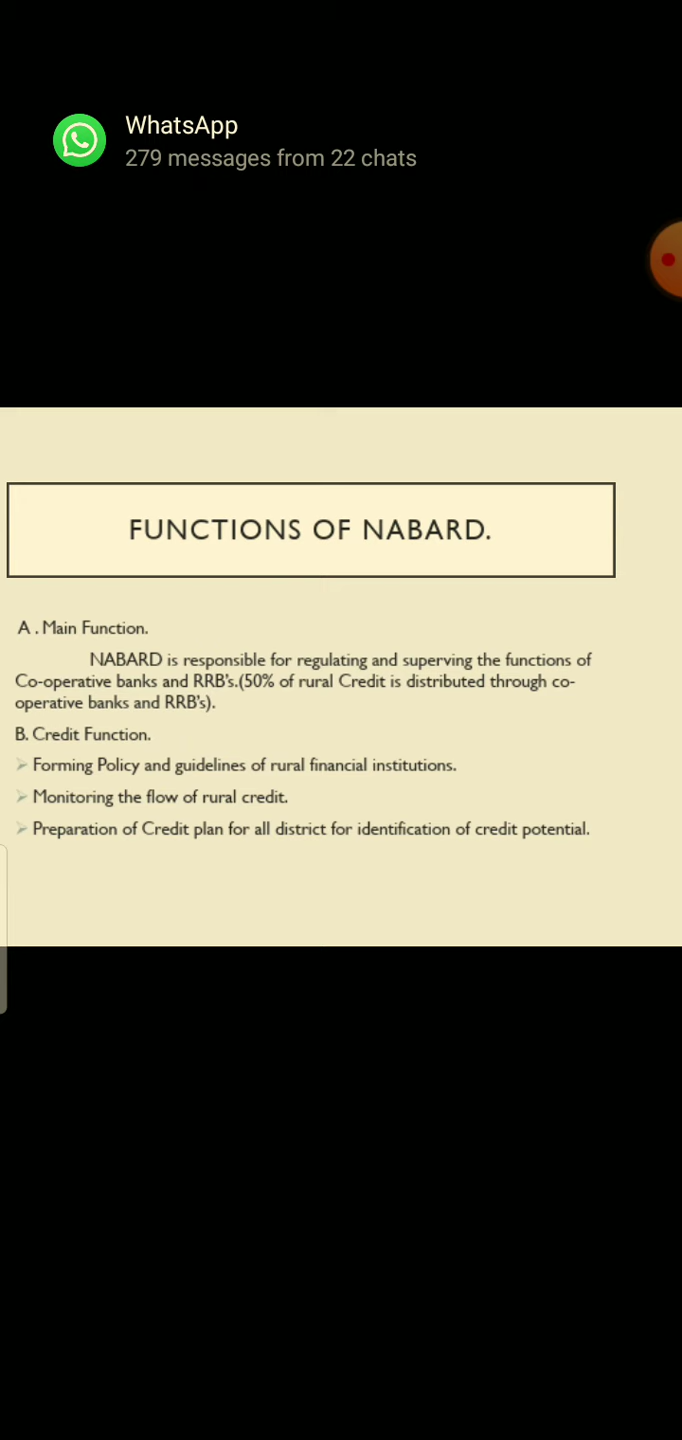 WhatsApp
279 messages from 22 chats
FUNCTIONS OF NABARD.
A . Main Function.
NABARD is responsible for regulating and superving the functions of
Co-operative banks and RRB's.(50% of rural Credit is distributed through co-
operative banks and RRB's).
B. Credit Function.
➢ Forming Policy and guidelines of rural financial institutions.
➢ Monitoring the flow of rural credit.
➢ Preparation of Credit plan for all district for identification of credit potential.